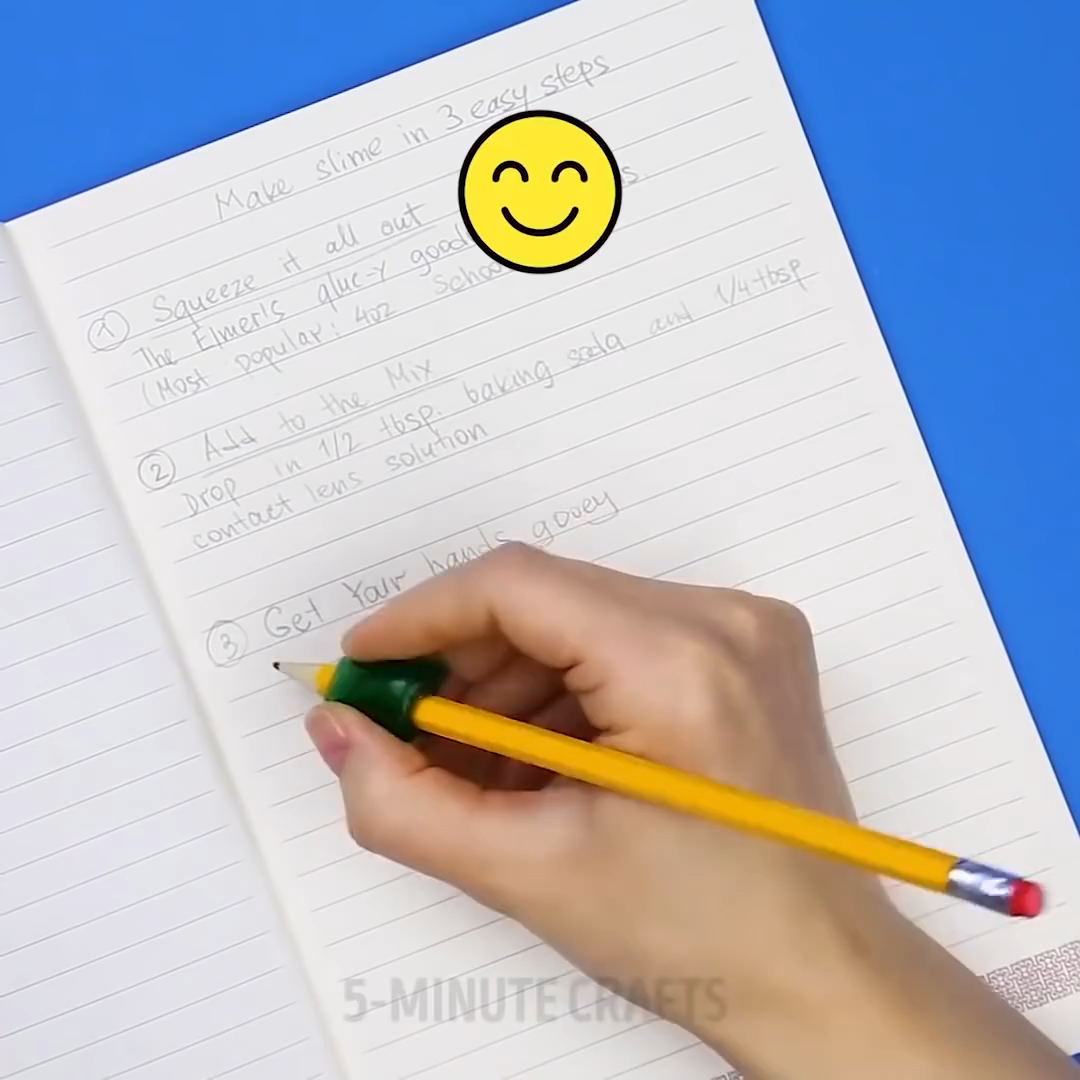 Make slime in 3 easy steps
1 Squeeze it all out
The Elmer's gluc-y good s.
(Most popular: 4oz Schoo
2 Add to the Mix
Drop in 1/2 tbsp. baking soda and 1/4 tbsp
contact lens solution
3 Get Your hands gooey
5-MINUTE CRAFTS